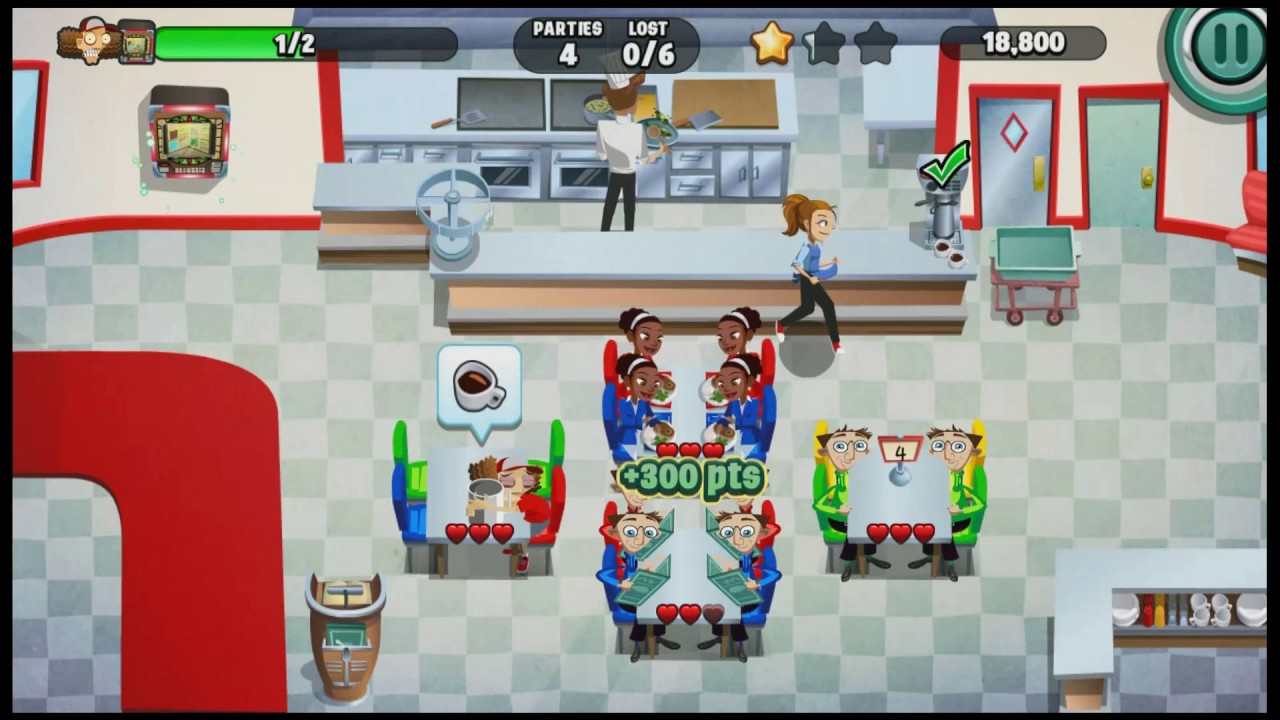 1/2
PARTIES LOST
4 0/6
18,800
+300 pts
4